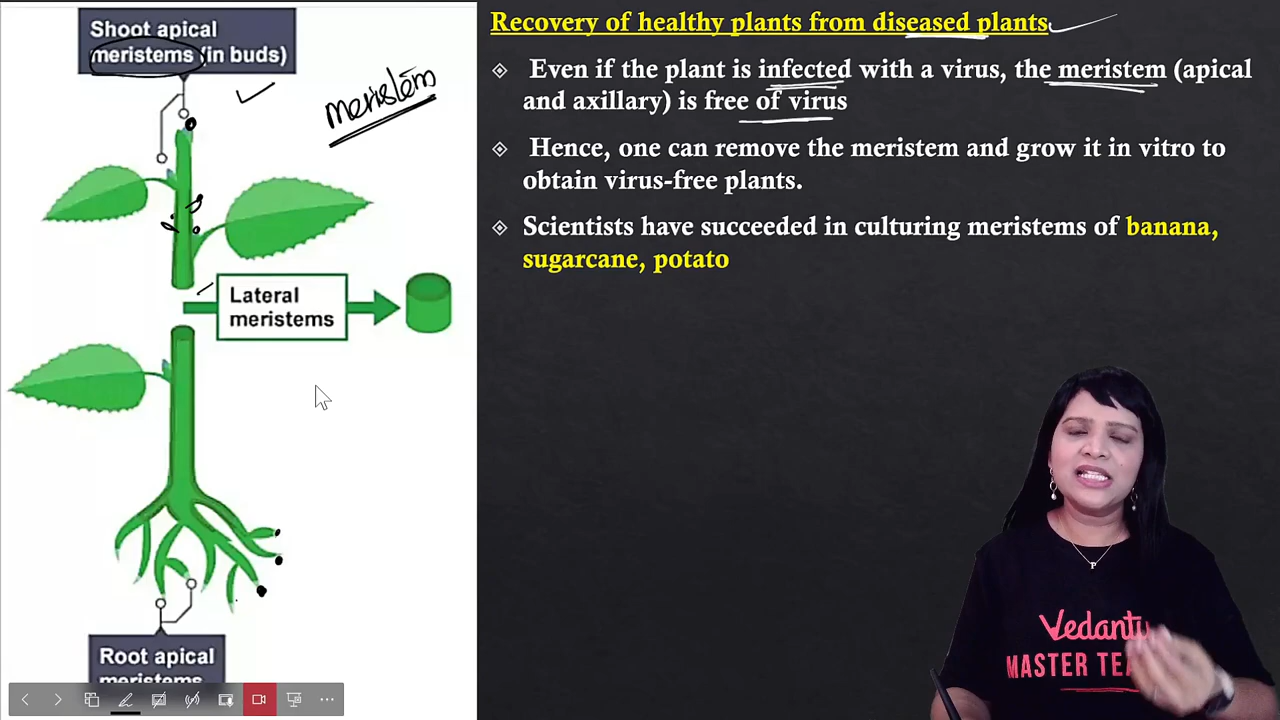 Shoot apical
meristems (in buds)
meristem
Lateral
meristems
Root apical
meristems
Recovery of healthy plants from diseased plants
Even if the plant is infected with a virus, the meristem (apical
and axillary) is free of virus
Hence, one can remove the meristem and grow it in vitro to
obtain virus-free plants.
Scientists have succeeded in culturing meristems of banana,
sugarcane, potato
P
Vedantu
MASTER TEA